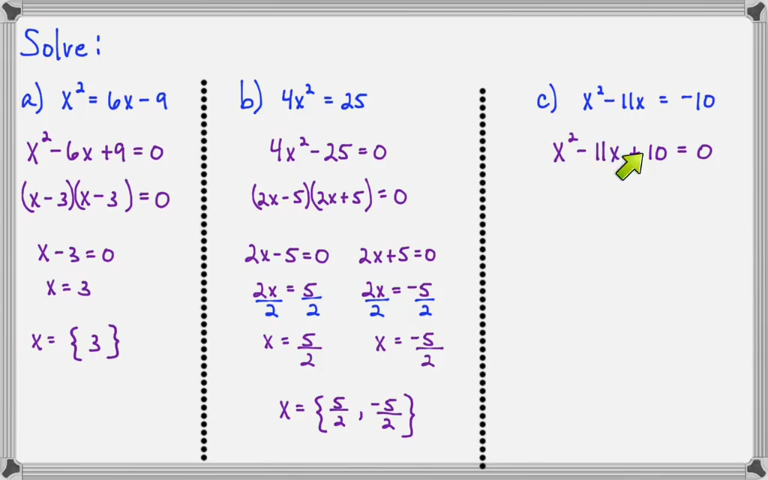 Solve:
a) x² = 6x - 9
x² - 6x + 9 = 0
(x - 3)(x - 3) = 0
x - 3 = 0
x = 3
x = { 3 }
b) 4x² = 25
4x² - 25 = 0
(2x - 5)(2x + 5) = 0
2x - 5 = 0 2x + 5 = 0
2x/2 = 5/2 2x/2 = -5/2
x = 5/2 x = -5/2
x = { 5/2 , -5/2 }
c) x² - 11x = -10
x² - 11x + 10 = 0